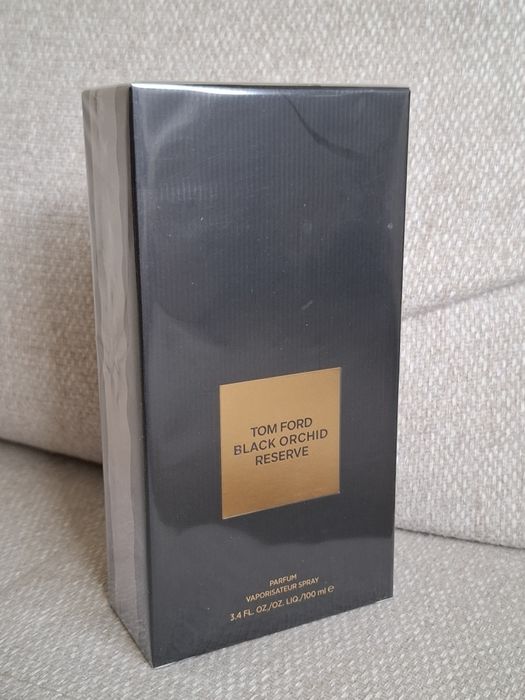 TOM FORD
BLACK ORCHID
RESERVE
PARFUM
VAPORISATEUR SPRAY
3.4 FL. OZ./OZ. LIQ./100 ml ℮